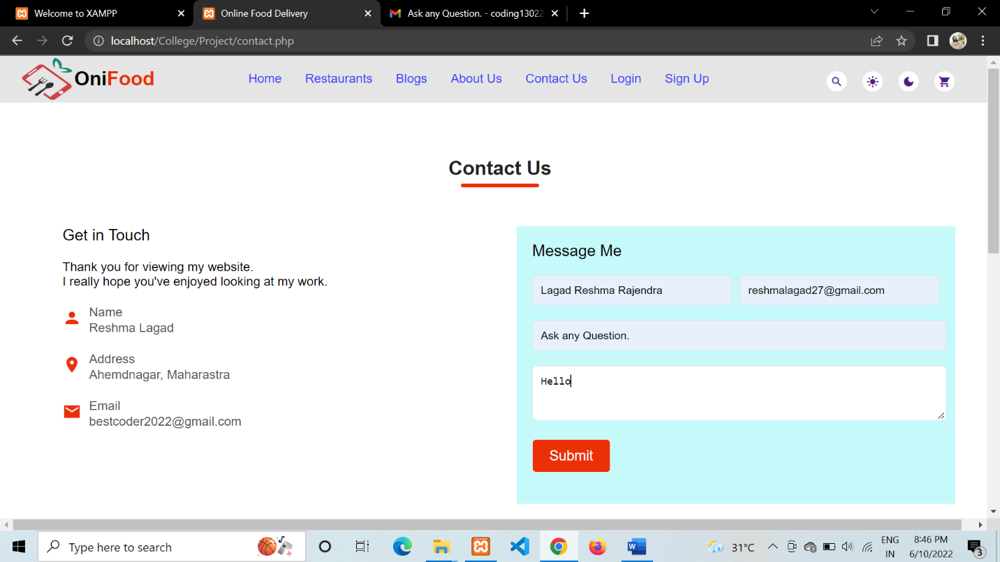 Welcome to XAMPP
Online Food Delivery
Ask any Question. - coding13022
localhost/College/Project/contact.php
OniFood
Home Restaurants Blogs About Us Contact Us Login Sign Up
Contact Us
Get in Touch
Thank you for viewing my website.
I really hope you've enjoyed looking at my work.
Name
Reshma Lagad
Address
Ahemdnagar, Maharastra
Email
bestcoder2022@gmail.com
Message Me
Lagad Reshma Rajendra reshmalagad27@gmail.com
Ask any Question.
Hello
Submit
Type here to search
31°C
ENG
IN
8:46 PM
6/10/2022
3